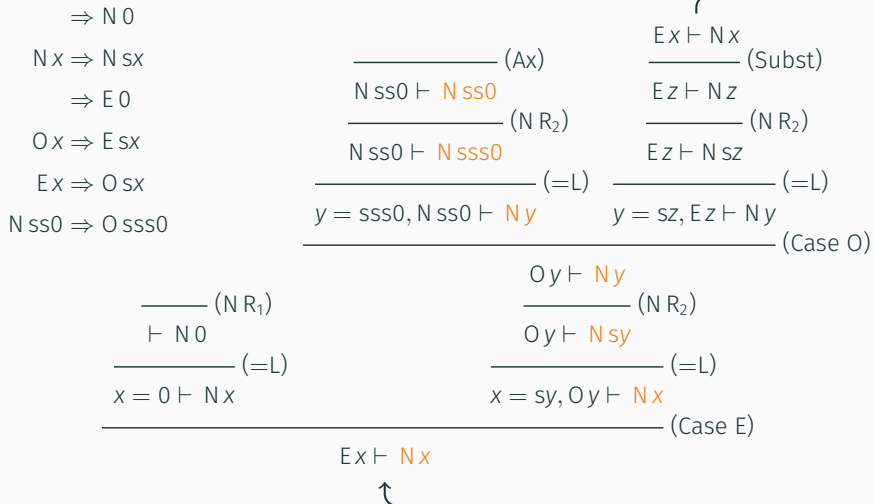 ⇒ N 0
N x ⇒ N sx
⇒ E 0
O x ⇒ E sx
E x ⇒ O sx
N ss0 ⇒ O sss0
E x ⊢ N x
(Ax)
(Subst)
N ss0 ⊢ N ss0
E z ⊢ N z
(N R₂)
(N R₂)
N ss0 ⊢ N sss0
E z ⊢ N sz
(=L)
(=L)
y = sss0, N ss0 ⊢ N y
y = sz, E z ⊢ N y
(Case O)
O y ⊢ N y
(N R₁)
(N R₂)
⊢ N 0
O y ⊢ N sy
(=L)
(=L)
x = 0 ⊢ N x
x = sy, O y ⊢ N x
(Case E)
E x ⊢ N x